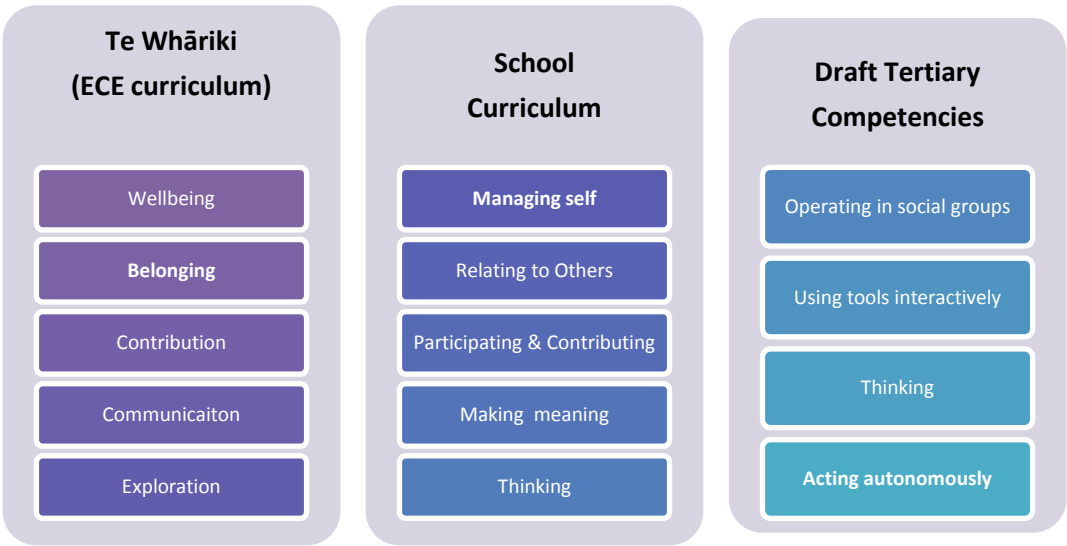 Te Whāriki
(ECE curriculum)
Wellbeing
Belonging
Contribution
Communicaiton
Exploration
School
Curriculum
Managing self
Relating to Others
Participating & Contributing
Making  meaning
Thinking
Draft Tertiary
Competencies
Operating in social groups
Using tools interactively
Thinking
Acting autonomously